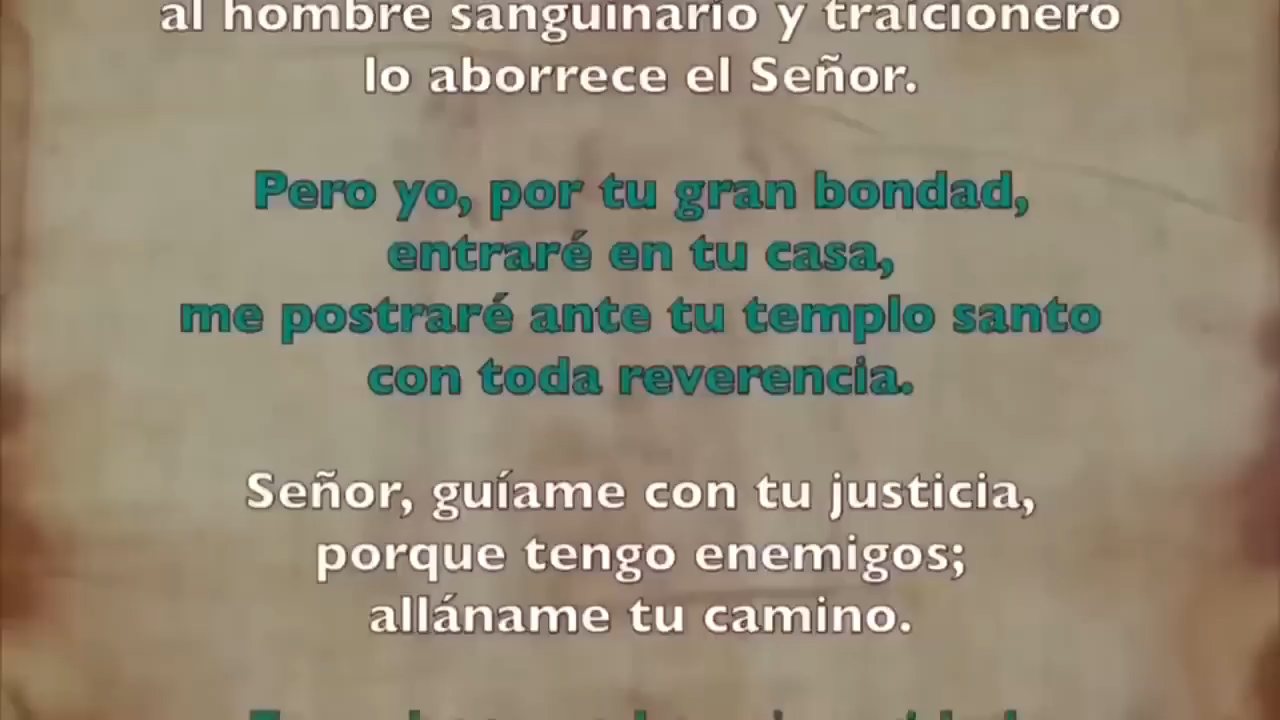 al hombre sanguinario y traicionero
lo aborrece el Señor.
Pero yo, por tu gran bondad,
entraré en tu casa,
me postraré ante tu templo santo
con toda reverencia.
Señor, guíame con tu justicia,
porque tengo enemigos;
alláname tu camino.